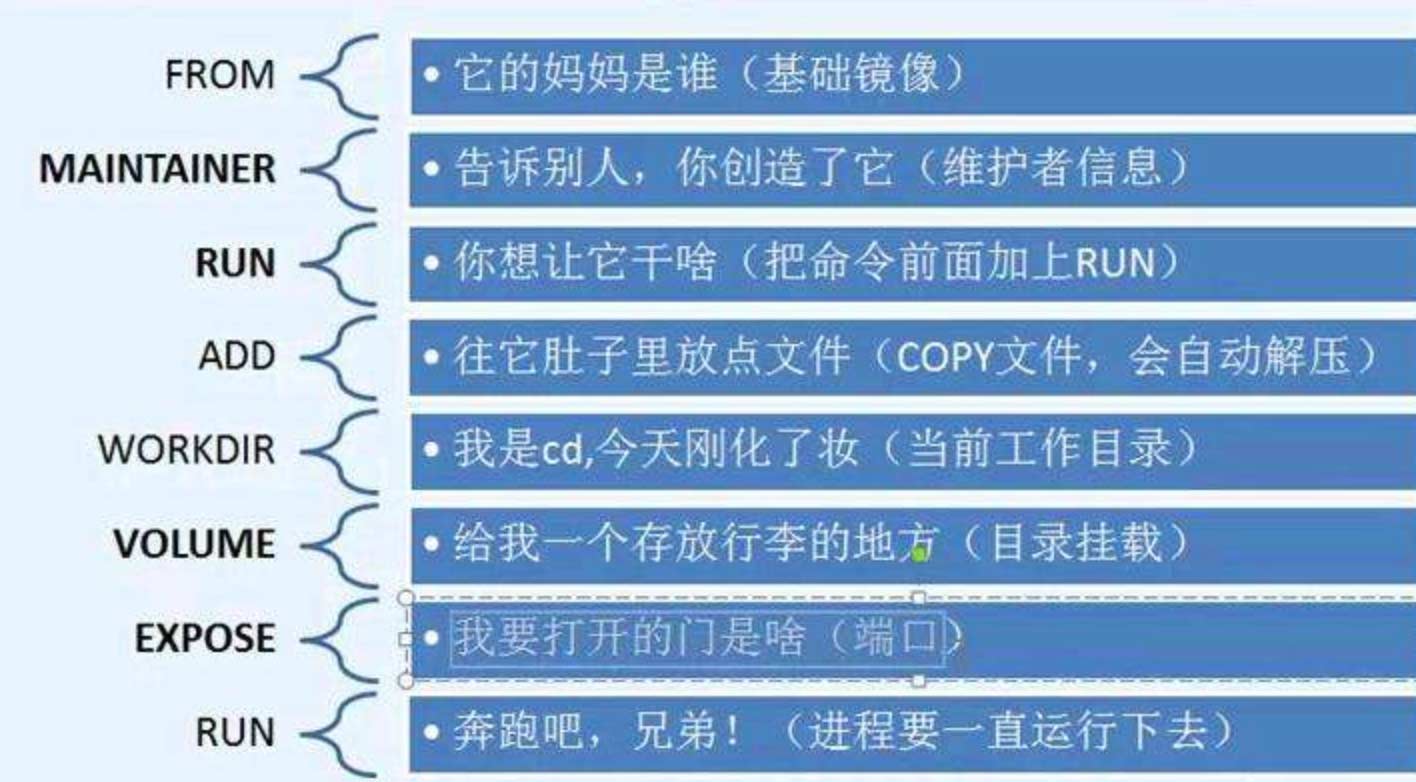 FROM
• 它的妈妈是谁（基础镜像）
MAINTAINER
• 告诉别人，你创造了它（维护者信息）
RUN
• 你想让它干啥（把命令前面加上RUN）
ADD
• 往它肚子里放点文件（COPY文件，会自动解压）
WORKDIR
• 我是cd,今天刚化了妆（当前工作目录）
VOLUME
• 给我一个存放行李的地方（目录挂载）
EXPOSE
• 我要打开的门是啥（端口）
RUN
• 奔跑吧，兄弟！（进程要一直运行下去）